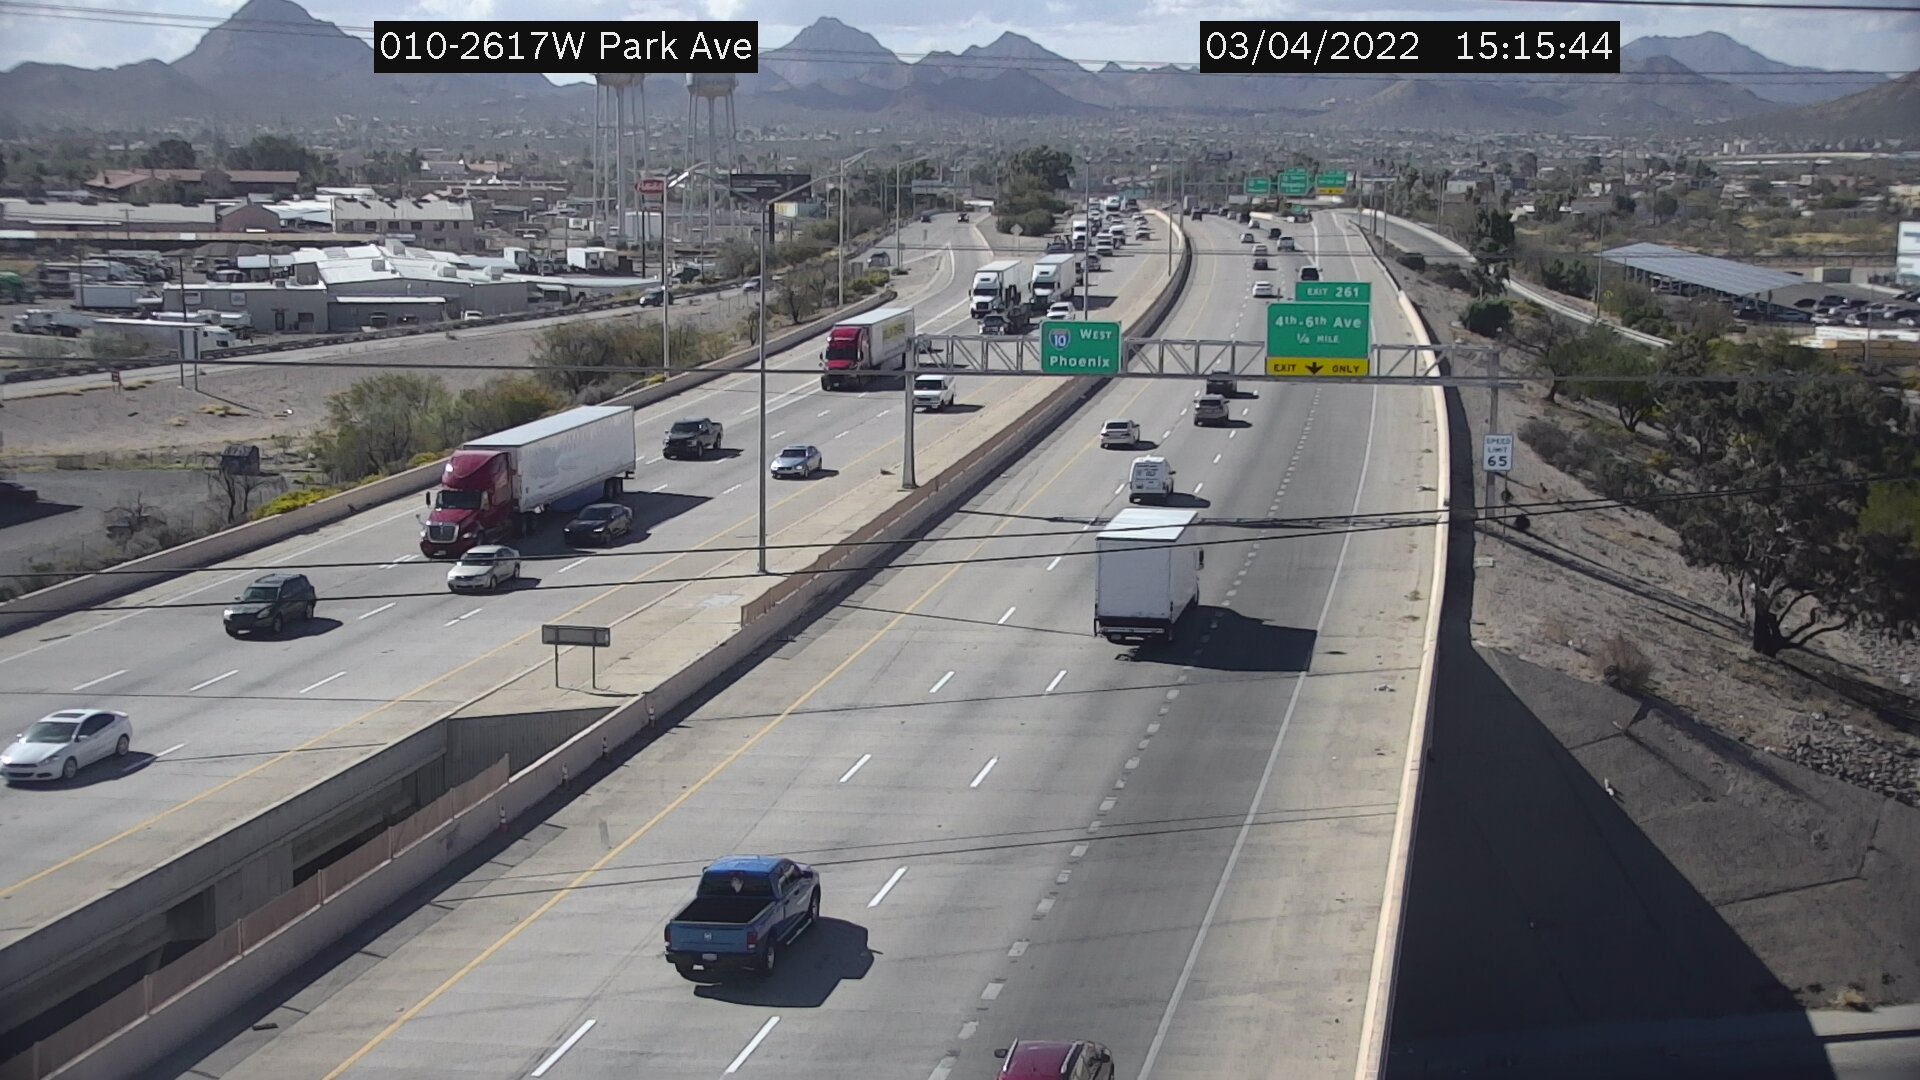 010-2617W Park Ave
03/04/2022 15:15:44
EXIT 261
4th-6th Ave
1/4 MILE
EXIT ONLY
10 WEST
Phoenix
SPEED
LIMIT
65